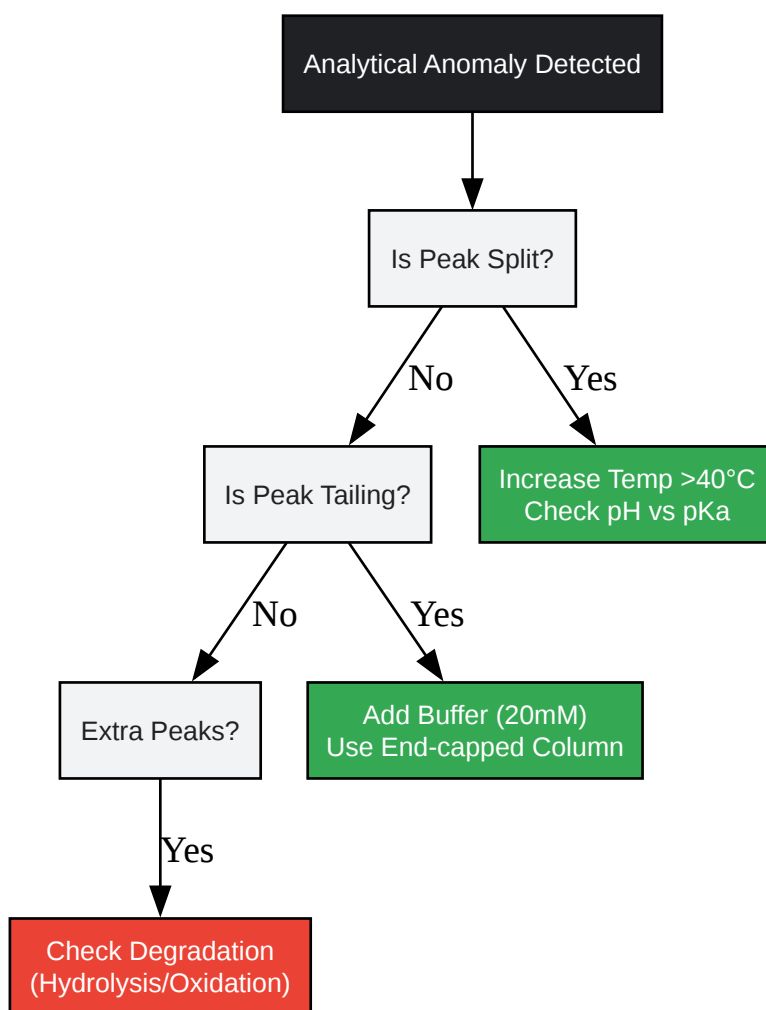 Analytical Anomaly Detected
Is Peak Split?
No
Yes
Is Peak Tailing?
Increase Temp >40°C
Check pH vs pKa
No
Yes
Extra Peaks?
Add Buffer (20mM)
Use End-capped Column
Yes
Check Degradation
(Hydrolysis/Oxidation)